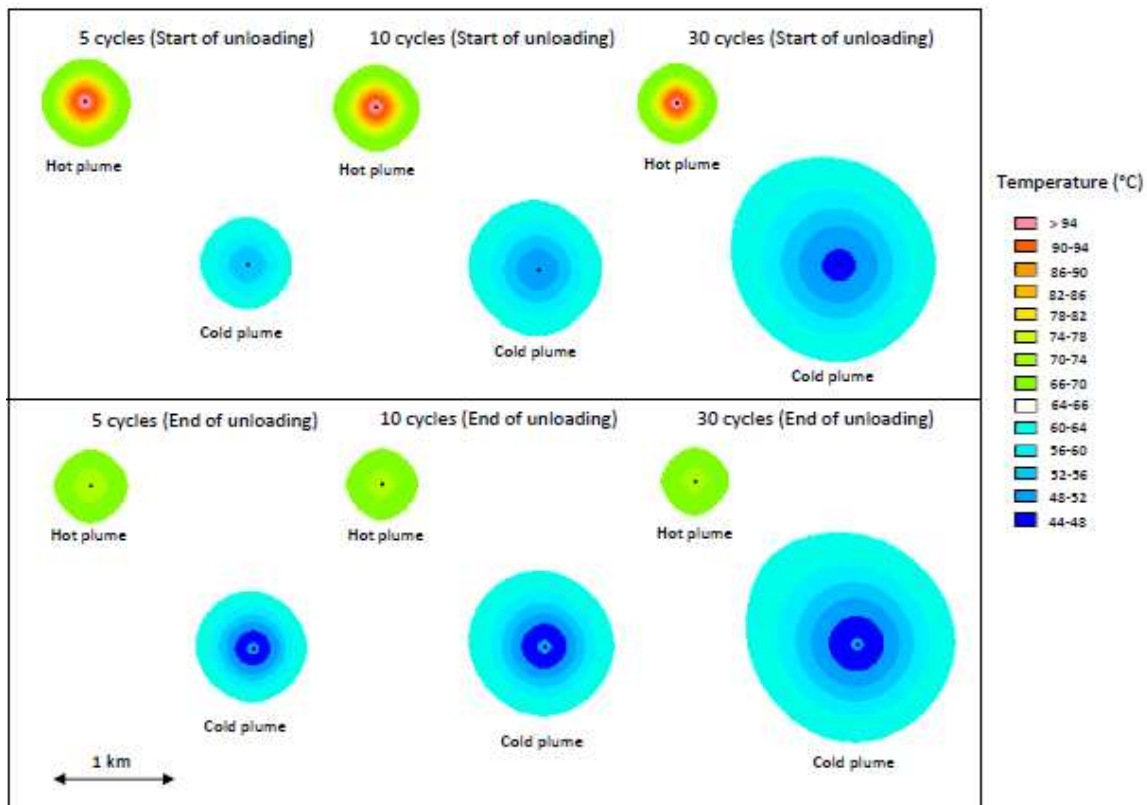 5 cycles (Start of unloading)
10 cycles (Start of unloading)
30 cycles (Start of unloading)
Hot plume
Hot plume
Hot plume
Cold plume
Cold plume
Cold plume
5 cycles (End of unloading)
10 cycles (End of unloading)
30 cycles (End of unloading)
Hot plume
Hot plume
Hot plume
Cold plume
Cold plume
Cold plume
1 km
Temperature (°C)
> 94
90-94
86-90
82-86
78-82
74-78
70-74
66-70
64-66
60-64
56-60
52-56
48-52
44-48